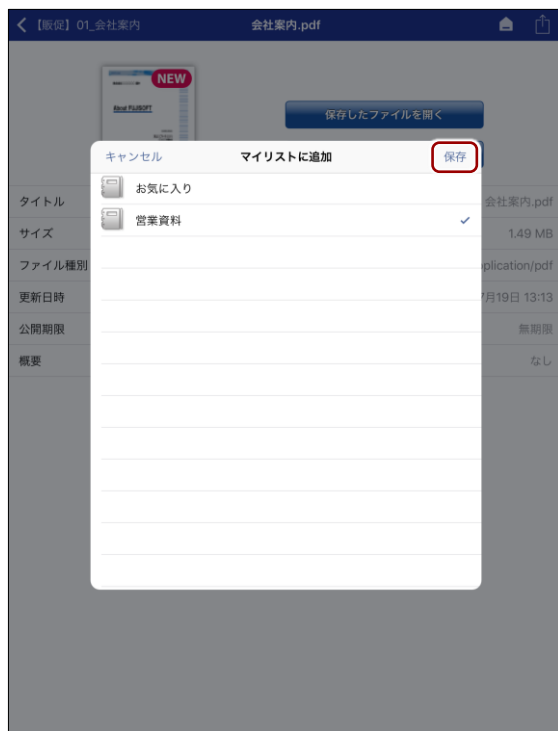 【販促】01_会社案内
会社案内.pdf
NEW
About FUJISOFT
保存したファイルを開く
キャンセル
マイリストに追加
保存
お気に入り
営業資料
タイトル
会社案内.pdf
サイズ
1.49 MB
ファイル種別
plication/pdf
更新日時
月19日 13:13
公開期限
無期限
概要
なし